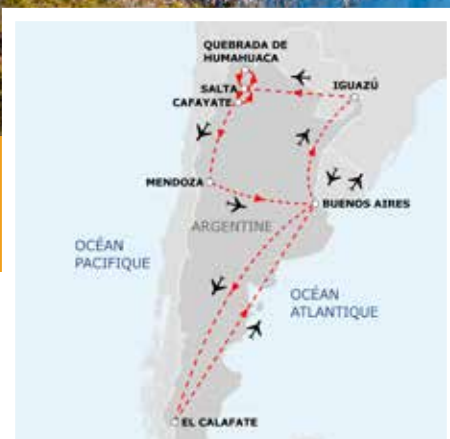 QUEBRADA DE
HUMAHUACA
IGUAZÚ
SALTA
CAFAYATE
MENDOZA
BUENOS AIRES
ARGENTINE
OCÉAN
PACIFIQUE
OCÉAN
ATLANTIQUE
EL CALAFATE